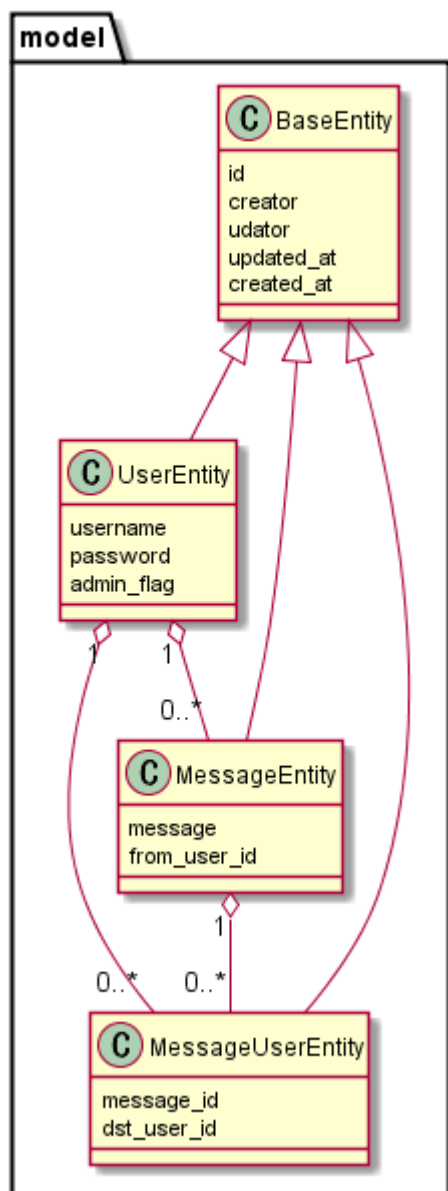 model
C BaseEntity
id
creator
udator
updated_at
created_at
C UserEntity
username
password
admin_flag
1
1
0..*
C MessageEntity
message
from_user_id
1
0..*
0..*
C MessageUserEntity
message_id
dst_user_id